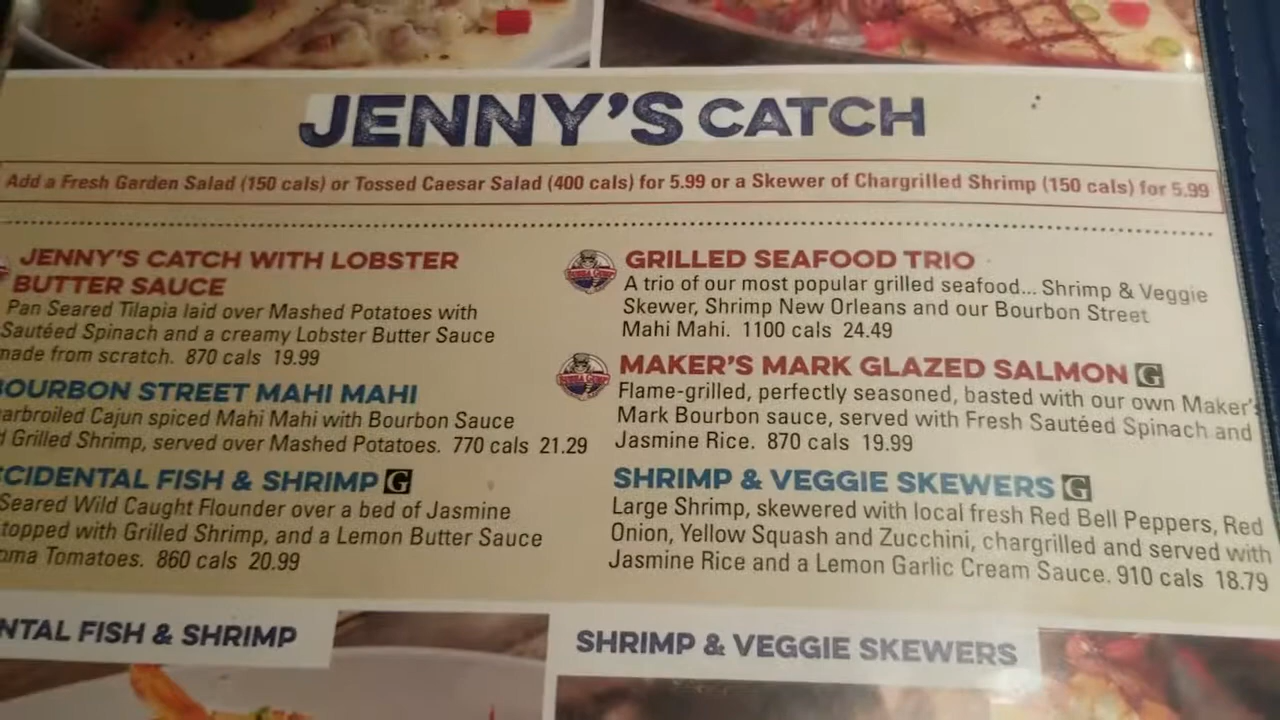 JENNY'S CATCH
Add a Fresh Garden Salad (150 cals) or Tossed Caesar Salad (400 cals) for 5.99 or a Skewer of Chargrilled Shrimp (150 cals) for 5.99
JENNY'S CATCH WITH LOBSTER
BUTTER SAUCE
Pan Seared Tilapia laid over Mashed Potatoes with
Sautéed Spinach and a creamy Lobster Butter Sauce
made from scratch. 870 cals 19.99
BOURBON STREET MAHI MAHI
arbroiled Cajun spiced Mahi Mahi with Bourbon Sauce
d Grilled Shrimp, served over Mashed Potatoes. 770 cals 21.29
CCIDENTAL FISH & SHRIMP G
Seared Wild Caught Flounder over a bed of Jasmine
topped with Grilled Shrimp, and a Lemon Butter Sauce
oma Tomatoes. 860 cals 20.99
BUBBA GUMP
GRILLED SEAFOOD TRIO
A trio of our most popular grilled seafood... Shrimp & Veggie
Skewer, Shrimp New Orleans and our Bourbon Street
Mahi Mahi. 1100 cals 24.49
BUBBA GUMP
MAKER'S MARK GLAZED SALMON G
Flame-grilled, perfectly seasoned, basted with our own Maker's
Mark Bourbon sauce, served with Fresh Sautéed Spinach and
Jasmine Rice. 870 cals 19.99
SHRIMP & VEGGIE SKEWERS G
Large Shrimp, skewered with local fresh Red Bell Peppers, Red
Onion, Yellow Squash and Zucchini, chargrilled and served with
Jasmine Rice and a Lemon Garlic Cream Sauce. 910 cals 18.79
NTAL FISH & SHRIMP
SHRIMP & VEGGIE SKEWERS